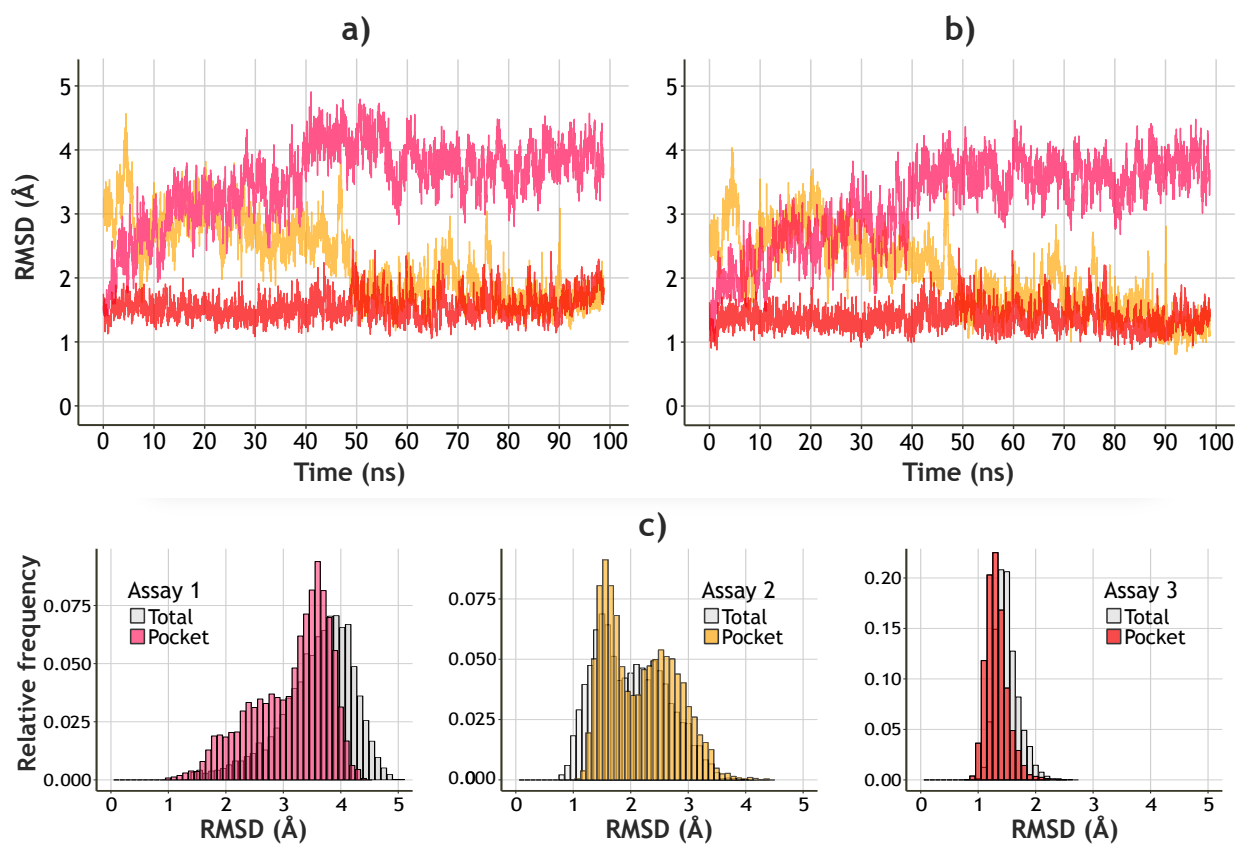 a)
b)
RMSD (Å)
5
4
3
2
1
0
0 10 20 30 40 50 60 70 80 90 100
Time (ns)
5
4
3
2
1
0
0 10 20 30 40 50 60 70 80 90 100
Time (ns)
c)
Relative frequency
0.075
0.050
0.025
0.000
Assay 1
Total
Pocket
0 1 2 3 4 5
RMSD (Å)
0.075
0.050
0.025
0.000
Assay 2
Total
Pocket
0 1 2 3 4 5
RMSD (Å)
0.20
0.15
0.10
0.05
0.00
Assay 3
Total
Pocket
0 1 2 3 4 5
RMSD (Å)